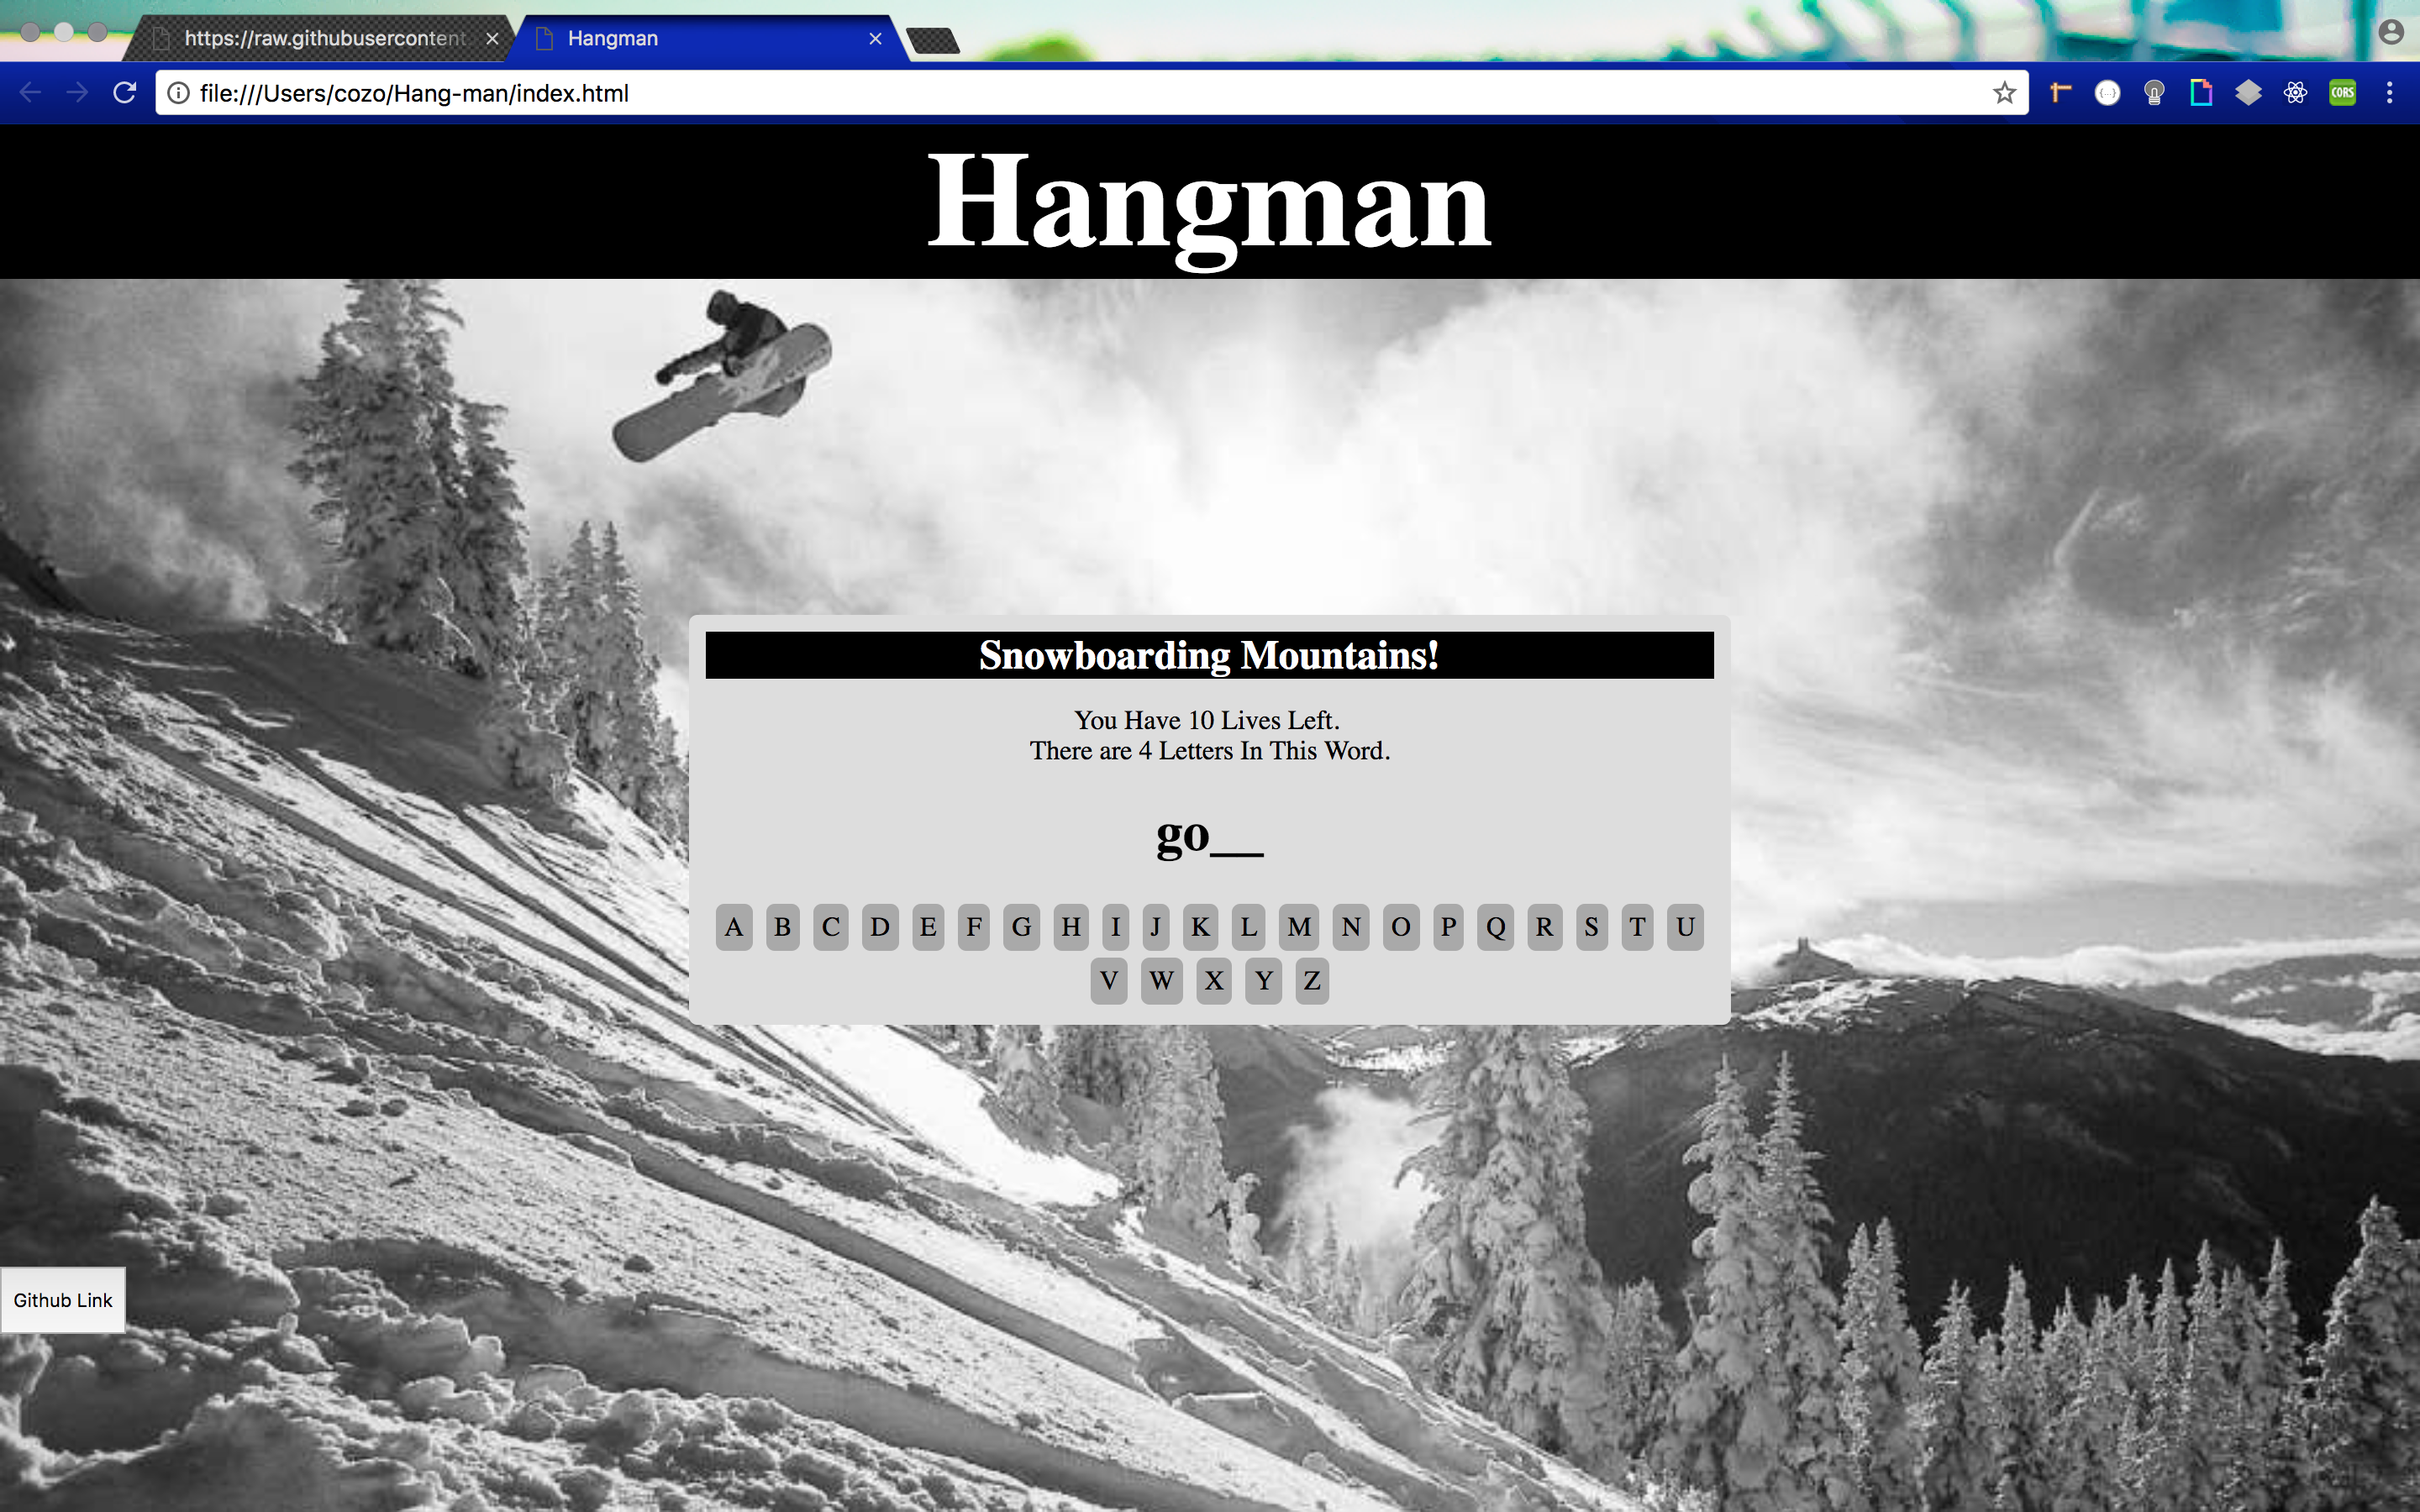 https://raw.githubusercontent
Hangman
file:///Users/cozo/Hang-man/index.html
CORS
Hangman
Snowboarding Mountains!
You Have 10 Lives Left.
There are 4 Letters In This Word.
go__
A B C D E F G H I J K L M N O P Q R S T U
V W X Y Z
Github Link